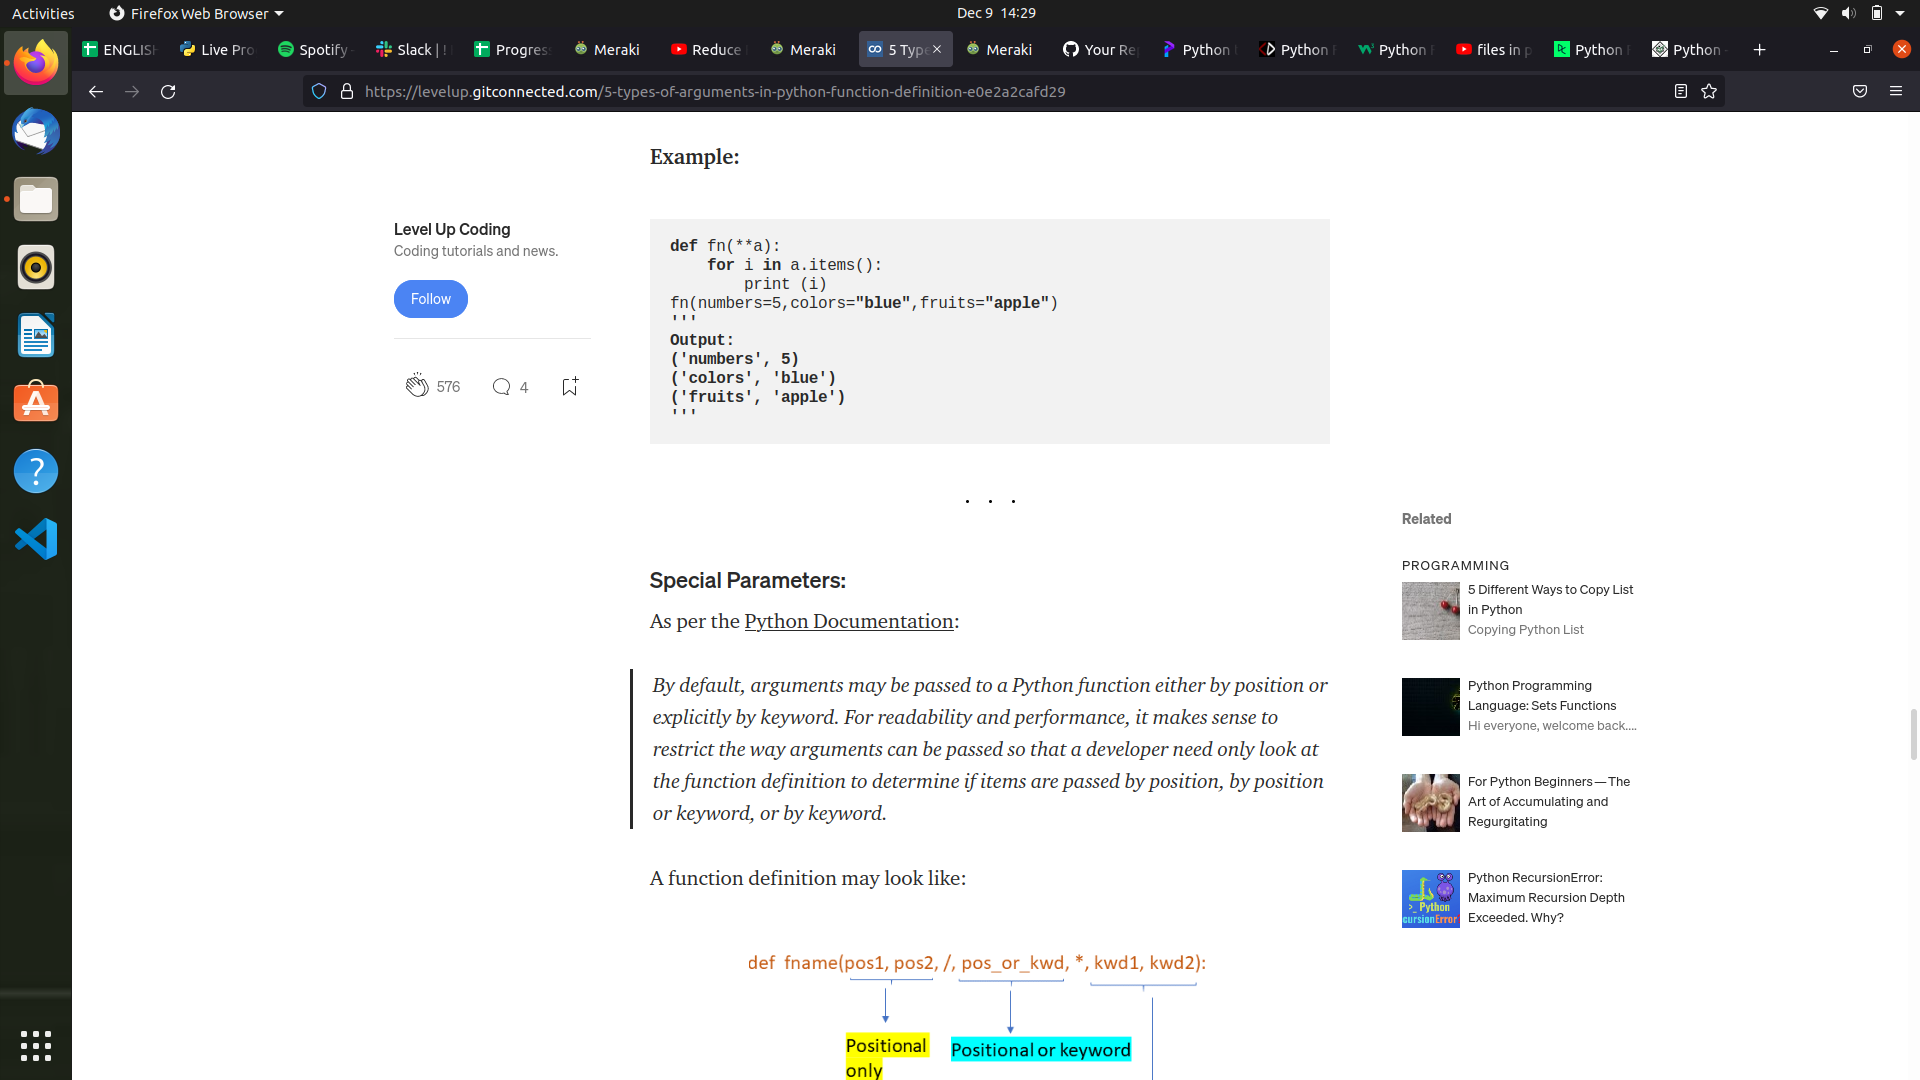 Activities
Firefox Web Browser
Dec 9 14:29
ENGLISH
Live Pro
Spotify
Slack | !
Progress
Meraki
Reduce
Meraki
5 Type
Meraki
Your Re
Python
Python F
Python F
files in p
Python F
Python
https://levelup.gitconnected.com/5-types-of-arguments-in-python-function-definition-e0e2a2cafd29
Example:
Level Up Coding
Coding tutorials and news.
Follow
576
4
def fn(**a):
    for i in a.items():
        print (i)
fn(numbers=5,colors="blue",fruits="apple")
'''
Output:
('numbers', 5)
('colors', 'blue')
('fruits', 'apple')
'''
. . .
Special Parameters:
As per the Python Documentation:
By default, arguments may be passed to a Python function either by position or
explicitly by keyword. For readability and performance, it makes sense to
restrict the way arguments can be passed so that a developer need only look at
the function definition to determine if items are passed by position, by position
or keyword, or by keyword.
A function definition may look like:
def fname(pos1, pos2, /, pos_or_kwd, *, kwd1, kwd2):
Positional
only
Positional or keyword
Related
PROGRAMMING
5 Different Ways to Copy List
in Python
Copying Python List
Python Programming
Language: Sets Functions
Hi everyone, welcome back....
For Python Beginners — The
Art of Accumulating and
Regurgitating
Python RecursionError:
Maximum Recursion Depth
Exceeded. Why?
>_ Python
cursionError